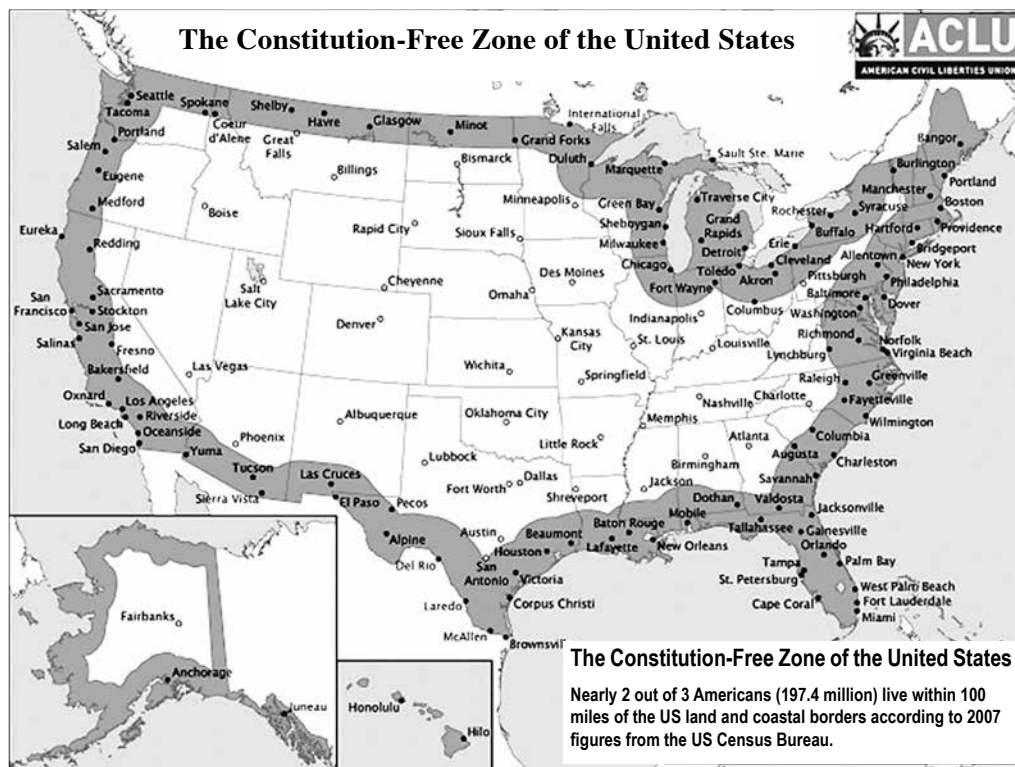 The Constitution-Free Zone of the United States
ACLU
AMERICAN CIVIL LIBERTIES UNION
Seattle
Tacoma
Spokane
Coeur
d'Alene
Shelby
Havre
Great
Falls
Glasgow
Minot
Grand Forks
International
Falls
Duluth
Marquette
Sault Ste. Marie
Bangor
Burlington
Portland
Salem
Portland
Eugene
Medford
Boise
Billings
Bismarck
Rapid City
Sioux Falls
Minneapolis
Green Bay
Sheboygan
Milwaukee
Chicago
Traverse City
Grand
Rapids
Detroit
Toledo
Fort Wayne
Akron
Cleveland
Erie
Rochester
Buffalo
Syracuse
Manchester
Boston
Providence
Hartford
Bridgeport
New York
Allentown
Philadelphia
Pittsburgh
Baltimore
Dover
Washington
Richmond
Norfolk
Virginia Beach
Lynchburg
Raleigh
Greenville
Fayetteville
Wilmington
Charlotte
Columbia
Augusta
Charleston
Savannah
Eureka
Redding
Sacramento
San
Francisco
Stockton
San Jose
Salinas
Fresno
Bakersfield
Oxnard
Los Angeles
Long Beach
Riverside
Oceanside
San Diego
Yuma
Las Vegas
Salt
Lake City
Cheyenne
Denver
Omaha
Des Moines
Kansas
City
St. Louis
Indianapolis
Columbus
Louisville
Wichita
Springfield
Nashville
Memphis
Phoenix
Tucson
Sierra Vista
Albuquerque
Las Cruces
El Paso
Pecos
Alpine
Del Rio
Lubbock
Oklahoma City
Little Rock
Fort Worth
Dallas
Shreveport
Jackson
Birmingham
Atlanta
Austin
San
Antonio
Houston
Beaumont
Victoria
Corpus Christi
Laredo
McAllen
Brownsvil
Lafayette
Baton Rouge
New Orleans
Mobile
Dothan
Valdosta
Tallahassee
Jacksonville
Gainesville
Orlando
Palm Bay
Tampa
St. Petersburg
Cape Coral
West Palm Beach
Fort Lauderdale
Miami
Fairbanks
Anchorage
Juneau
Honolulu
Hilo
The Constitution-Free Zone of the United States
Nearly 2 out of 3 Americans (197.4 million) live within 100
miles of the US land and coastal borders according to 2007
figures from the US Census Bureau.